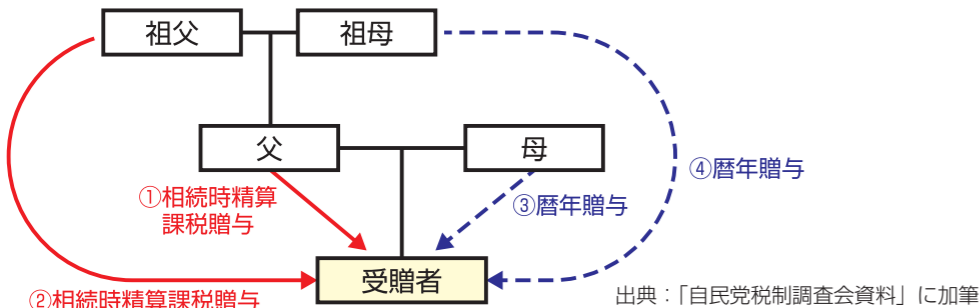 祖父
祖母
父
母
①相続時精算
課税贈与
③暦年贈与
④暦年贈与
受贈者
②相続時精算課税贈与
出典：「自民党税制調査会資料」に加筆